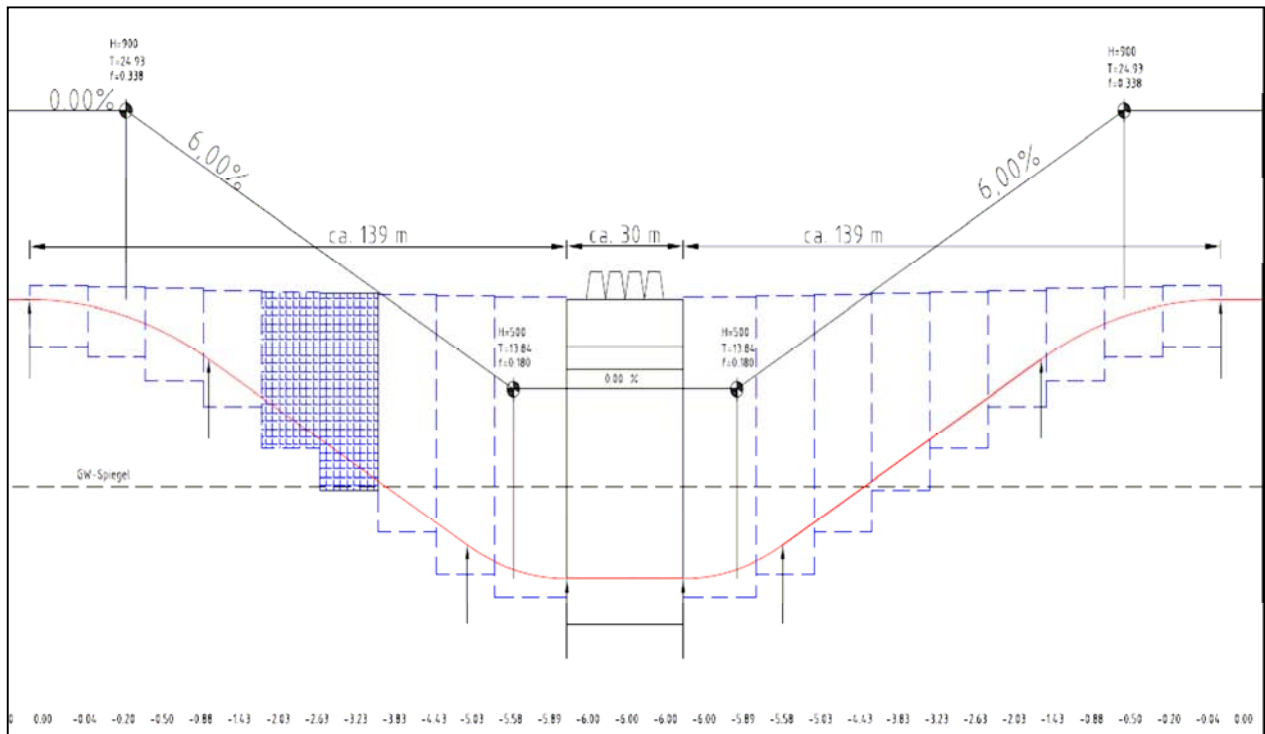 H=900
T=24.93
f=0.338
H=900
T=24.93
f=0.338
0.00%
6,00%
6,00%
ca. 139 m
ca. 30 m
ca. 139 m
H=500
T=13.84
f=0.180
H=500
T=13.84
f=0.180
0.00 %
GW-Spiegel
0 0.00 -0.04 -0.20 -0.50 -0.88 -1.43 -2.03 -2.63 -3.23 -3.83 -4.43 -5.03 -5.58 -5.89 -6.00 -6.00 -6.00 -6.00 -5.89 -5.58 -5.03 -4.43 -3.83 -3.23 -2.63 -2.03 -1.43 -0.88 -0.50 -0.20 -0.04 0.00